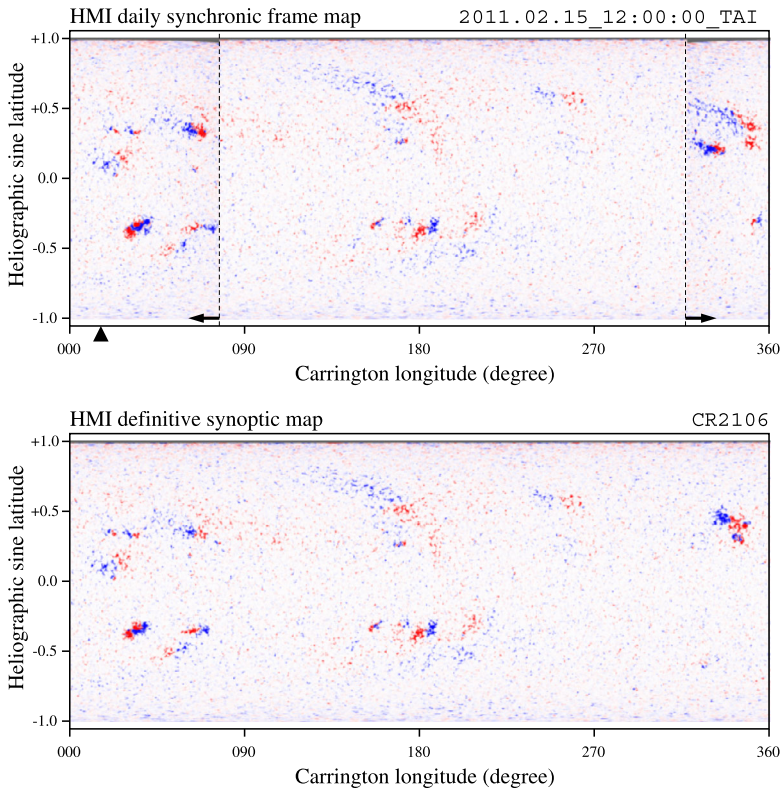 HMI daily synchronic frame map 2011.02.15_12:00:00_TAI
+1.0
+0.5
0.0
-0.5
-1.0
Heliographic sine latitude
000 090 180 270 360
Carrington longitude (degree)
HMI definitive synoptic map CR2106
+1.0
+0.5
0.0
-0.5
-1.0
Heliographic sine latitude
000 090 180 270 360
Carrington longitude (degree)